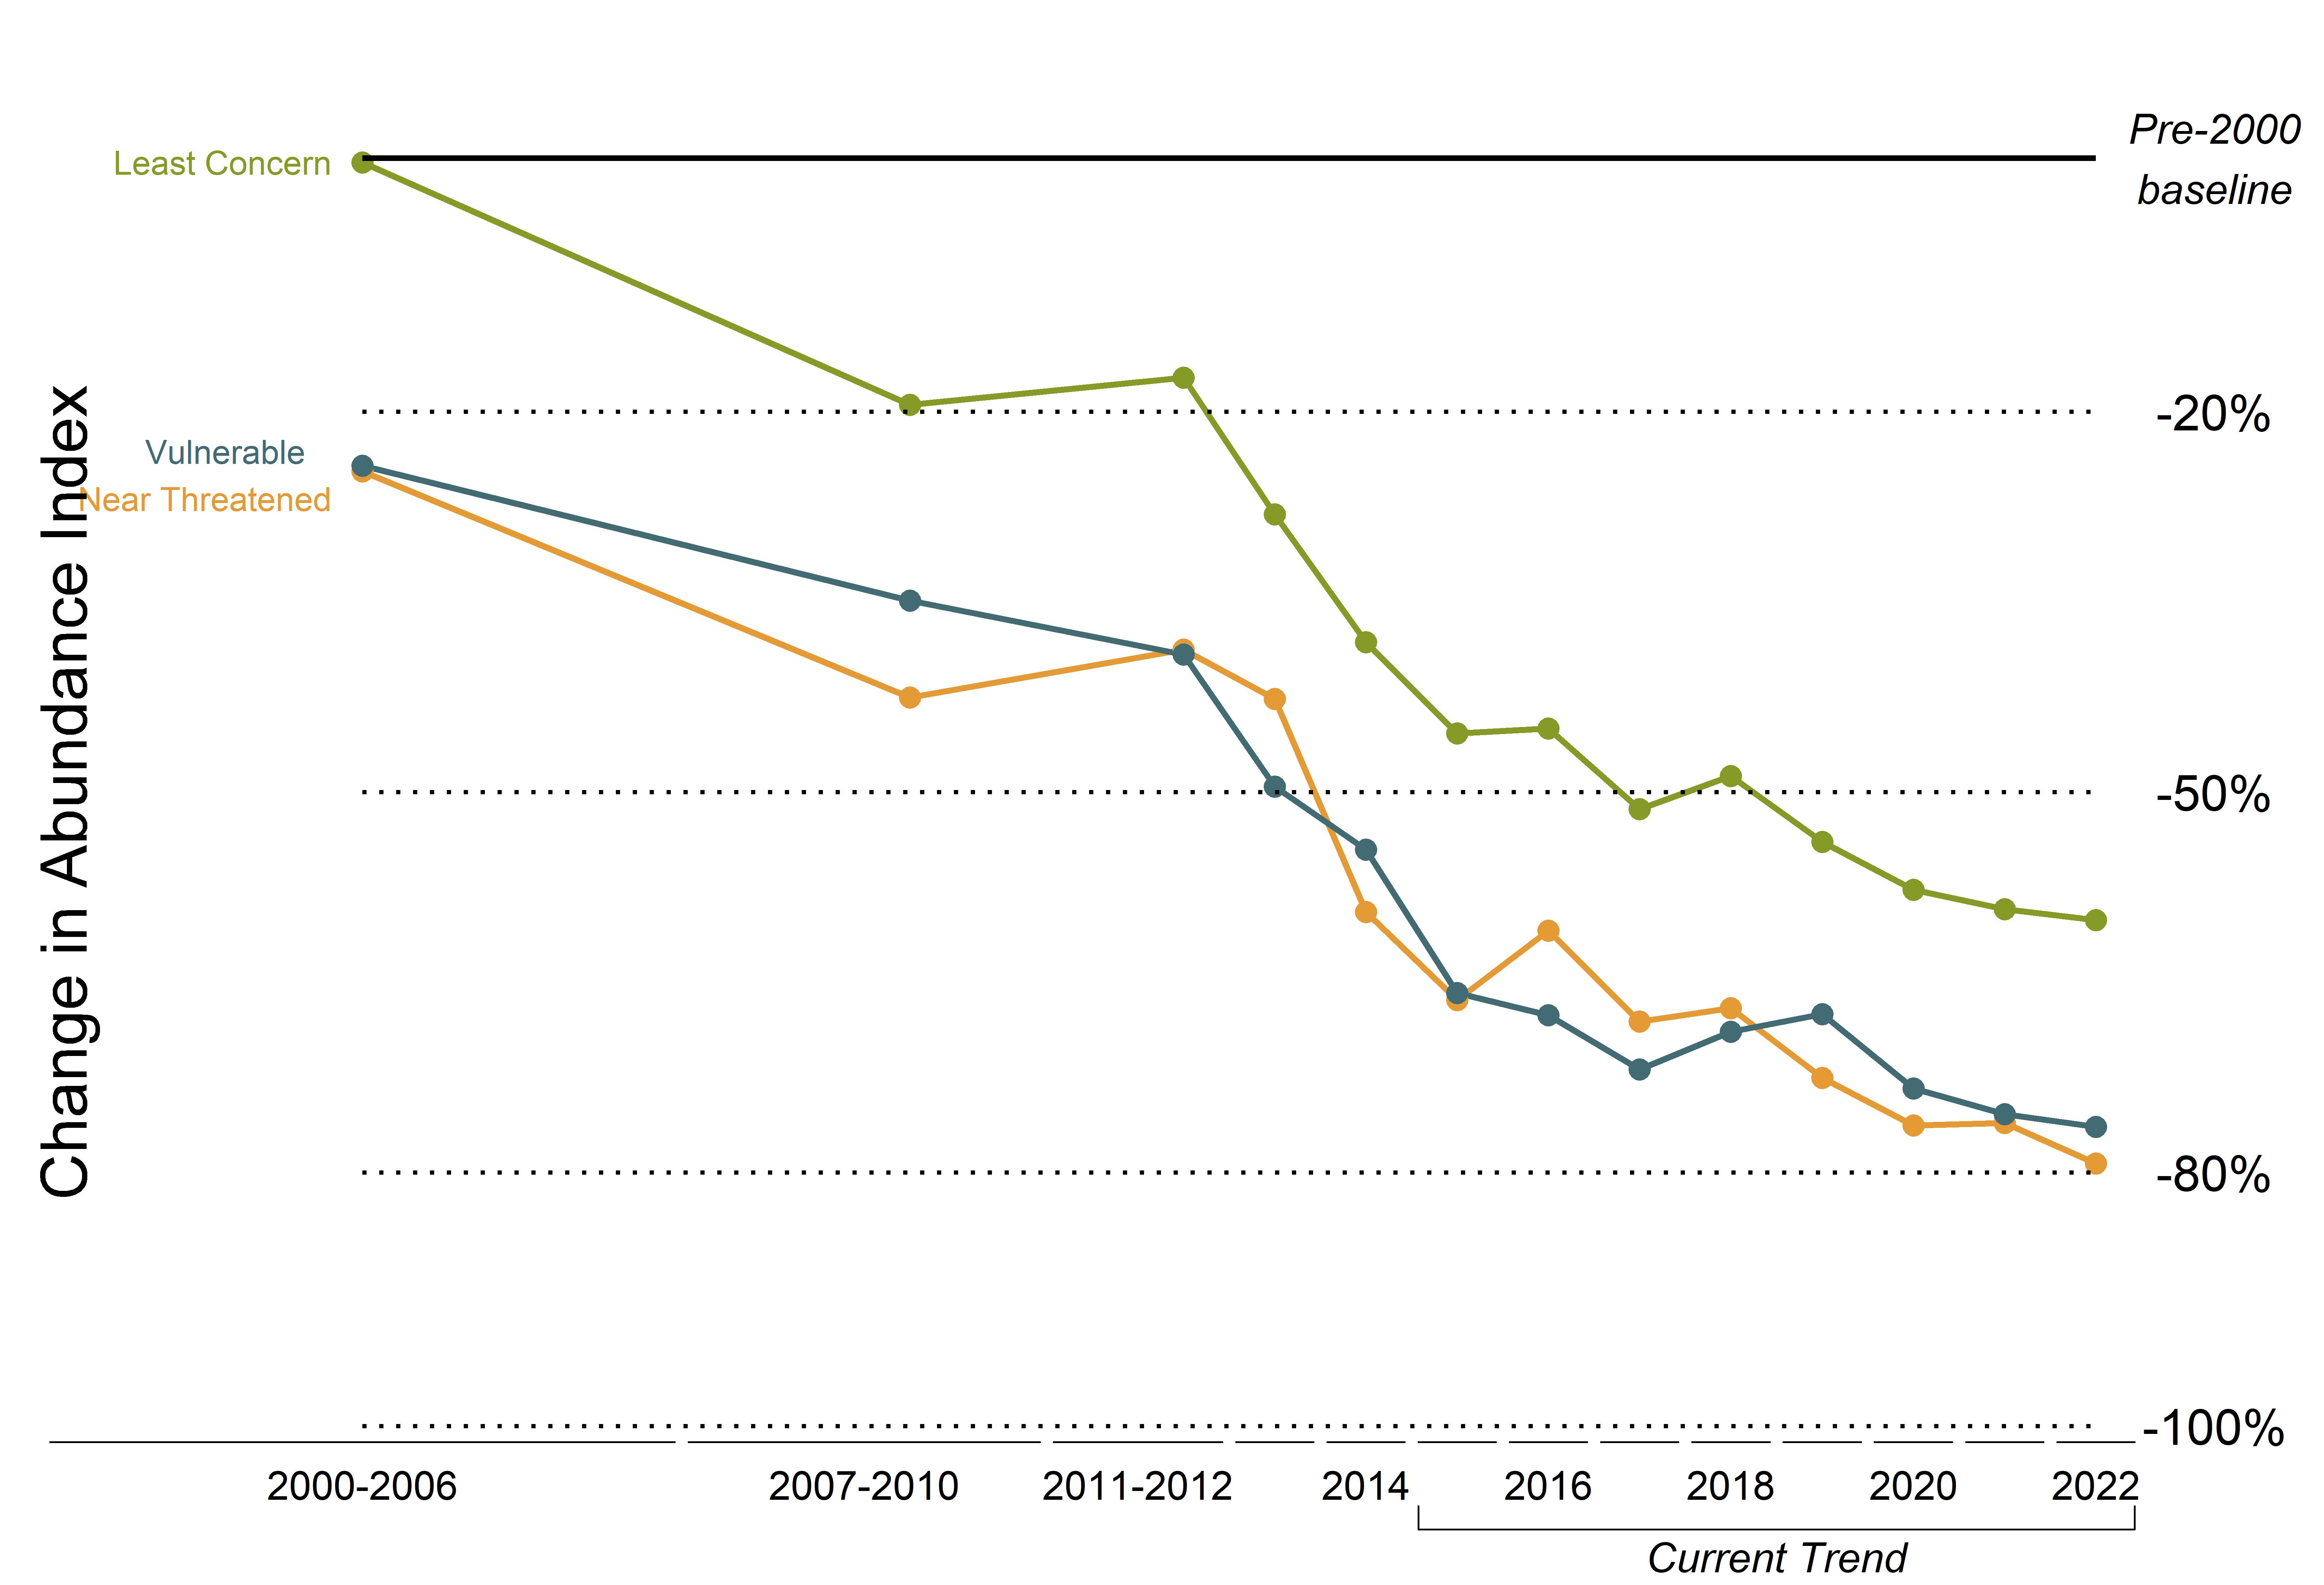 Pre-2000
baseline
Least Concern
-20%
Vulnerable
Near Threatened
Change in Abundance Index
-50%
-80%
-100%
2000-2006 2007-2010 2011-2012 2014 2016 2018 2020 2022
Current Trend